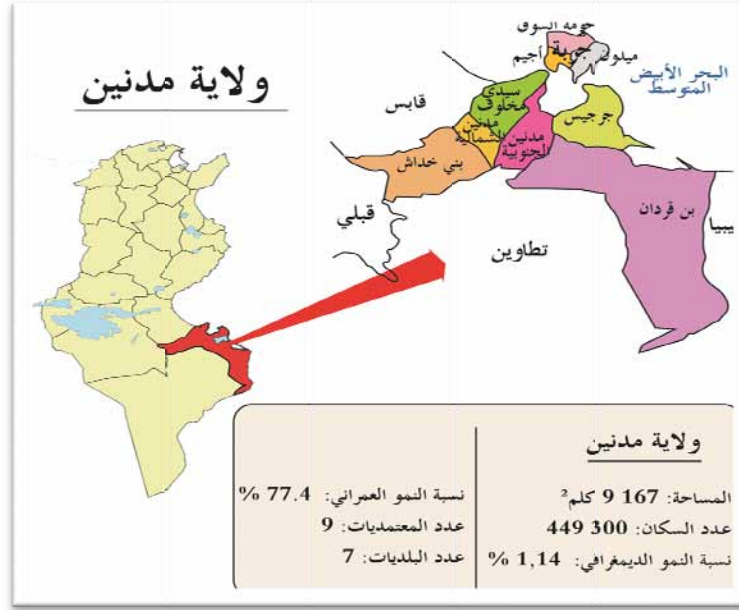 ولاية مدنين
حومة السوق
جربة
أجيم
ميدون
البحر الأبيض
المتوسط
قابس
سيدي
مخلوف
مدنين
الشمالية
مدنين
الجنوبية
جرجيس
بني خداش
قبلي
بن قردان
يبيا
تطاوين
ولاية مدنين
المساحة: 167 9 كلم²
عدد السكان: 300 449
نسبة النمو الديمغرافي: 1,14 %
نسبة النمو العمراني: 77.4 %
عدد المعتمديات: 9
عدد البلديات: 7